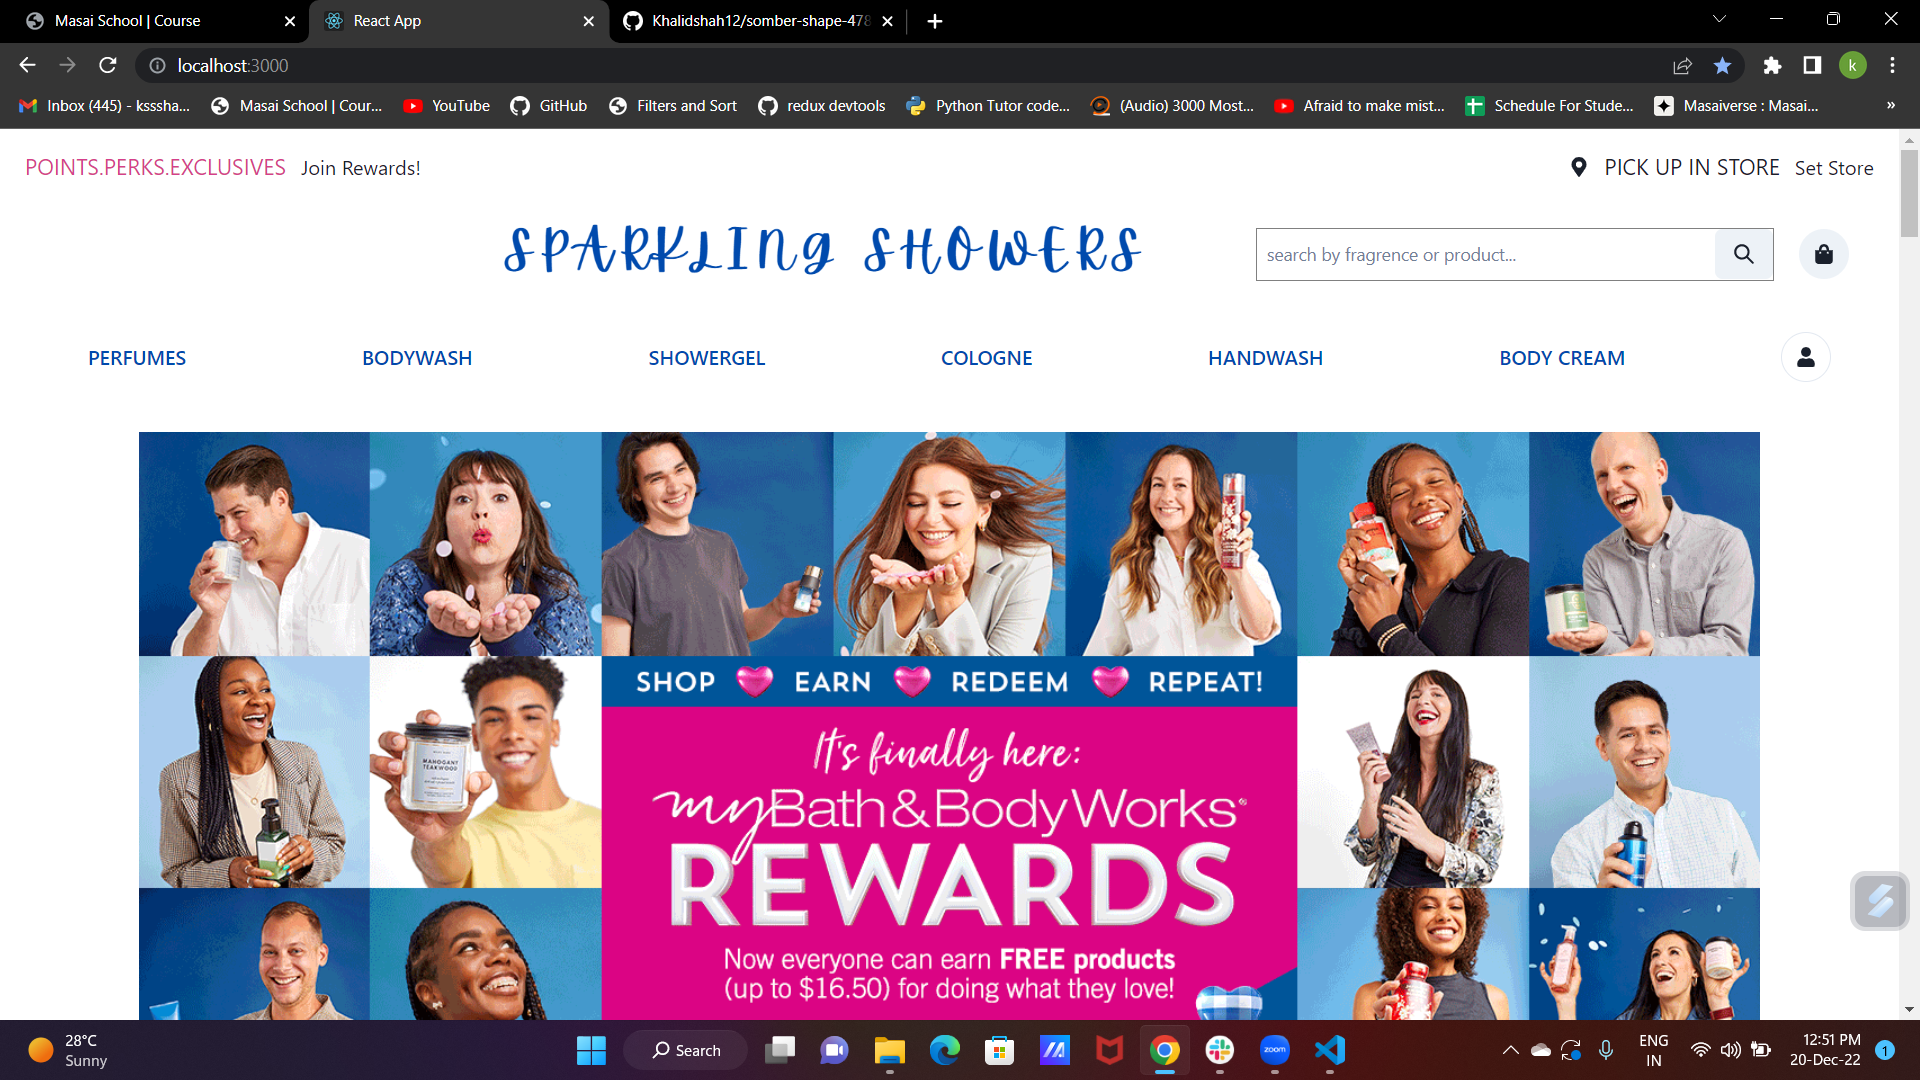 Masai School | Course
React App
Khalidshah12/somber-shape-478
localhost:3000
k
Inbox (445) - ksssha...
Masai School | Cour...
YouTube
GitHub
Filters and Sort
redux devtools
Python Tutor code...
(Audio) 3000 Most...
Afraid to make mist...
Schedule For Stude...
Masaiverse : Masai...
»
POINTS.PERKS.EXCLUSIVES Join Rewards!
PICK UP IN STORE Set Store
SPARKLING SHOWERS
search by fragrence or product...
PERFUMES
BODYWASH
SHOWERGEL
COLOGNE
HANDWASH
BODY CREAM
SHOP EARN REDEEM REPEAT!
It's finally here:
myBath&BodyWorks®
REWARDS
Now everyone can earn FREE products
(up to $16.50) for doing what they love!
MAHOGANY
TEAKWOOD
28°C
Sunny
Search
zoom
ENG
IN
12:51 PM
20-Dec-22
1